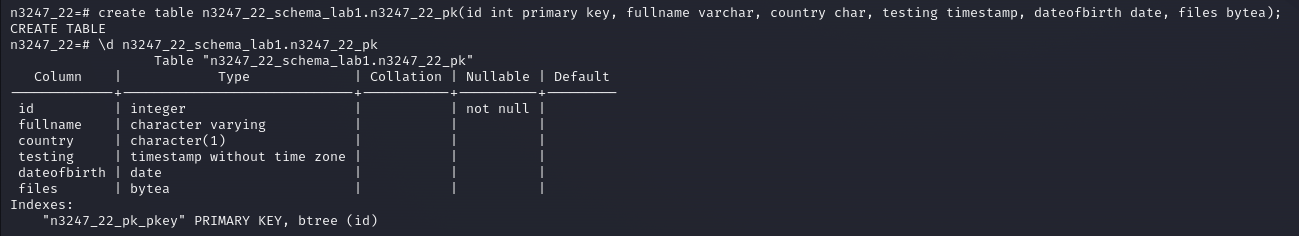 n3247_22=# create table n3247_22_schema_lab1.n3247_22_pk(id int primary key, fullname varchar, country char, testing timestamp, dateofbirth date, files bytea);
CREATE TABLE
n3247_22=# \d n3247_22_schema_lab1.n3247_22_pk
                  Table "n3247_22_schema_lab1.n3247_22_pk"
   Column    |            Type             | Collation | Nullable | Default
-------------+-----------------------------+-----------+----------+---------
 id          | integer                     |           | not null |
 fullname    | character varying           |           |          |
 country     | character(1)                |           |          |
 testing     | timestamp without time zone |           |          |
 dateofbirth | date                        |           |          |
 files       | bytea                       |           |          |
Indexes:
    "n3247_22_pk_pkey" PRIMARY KEY, btree (id)